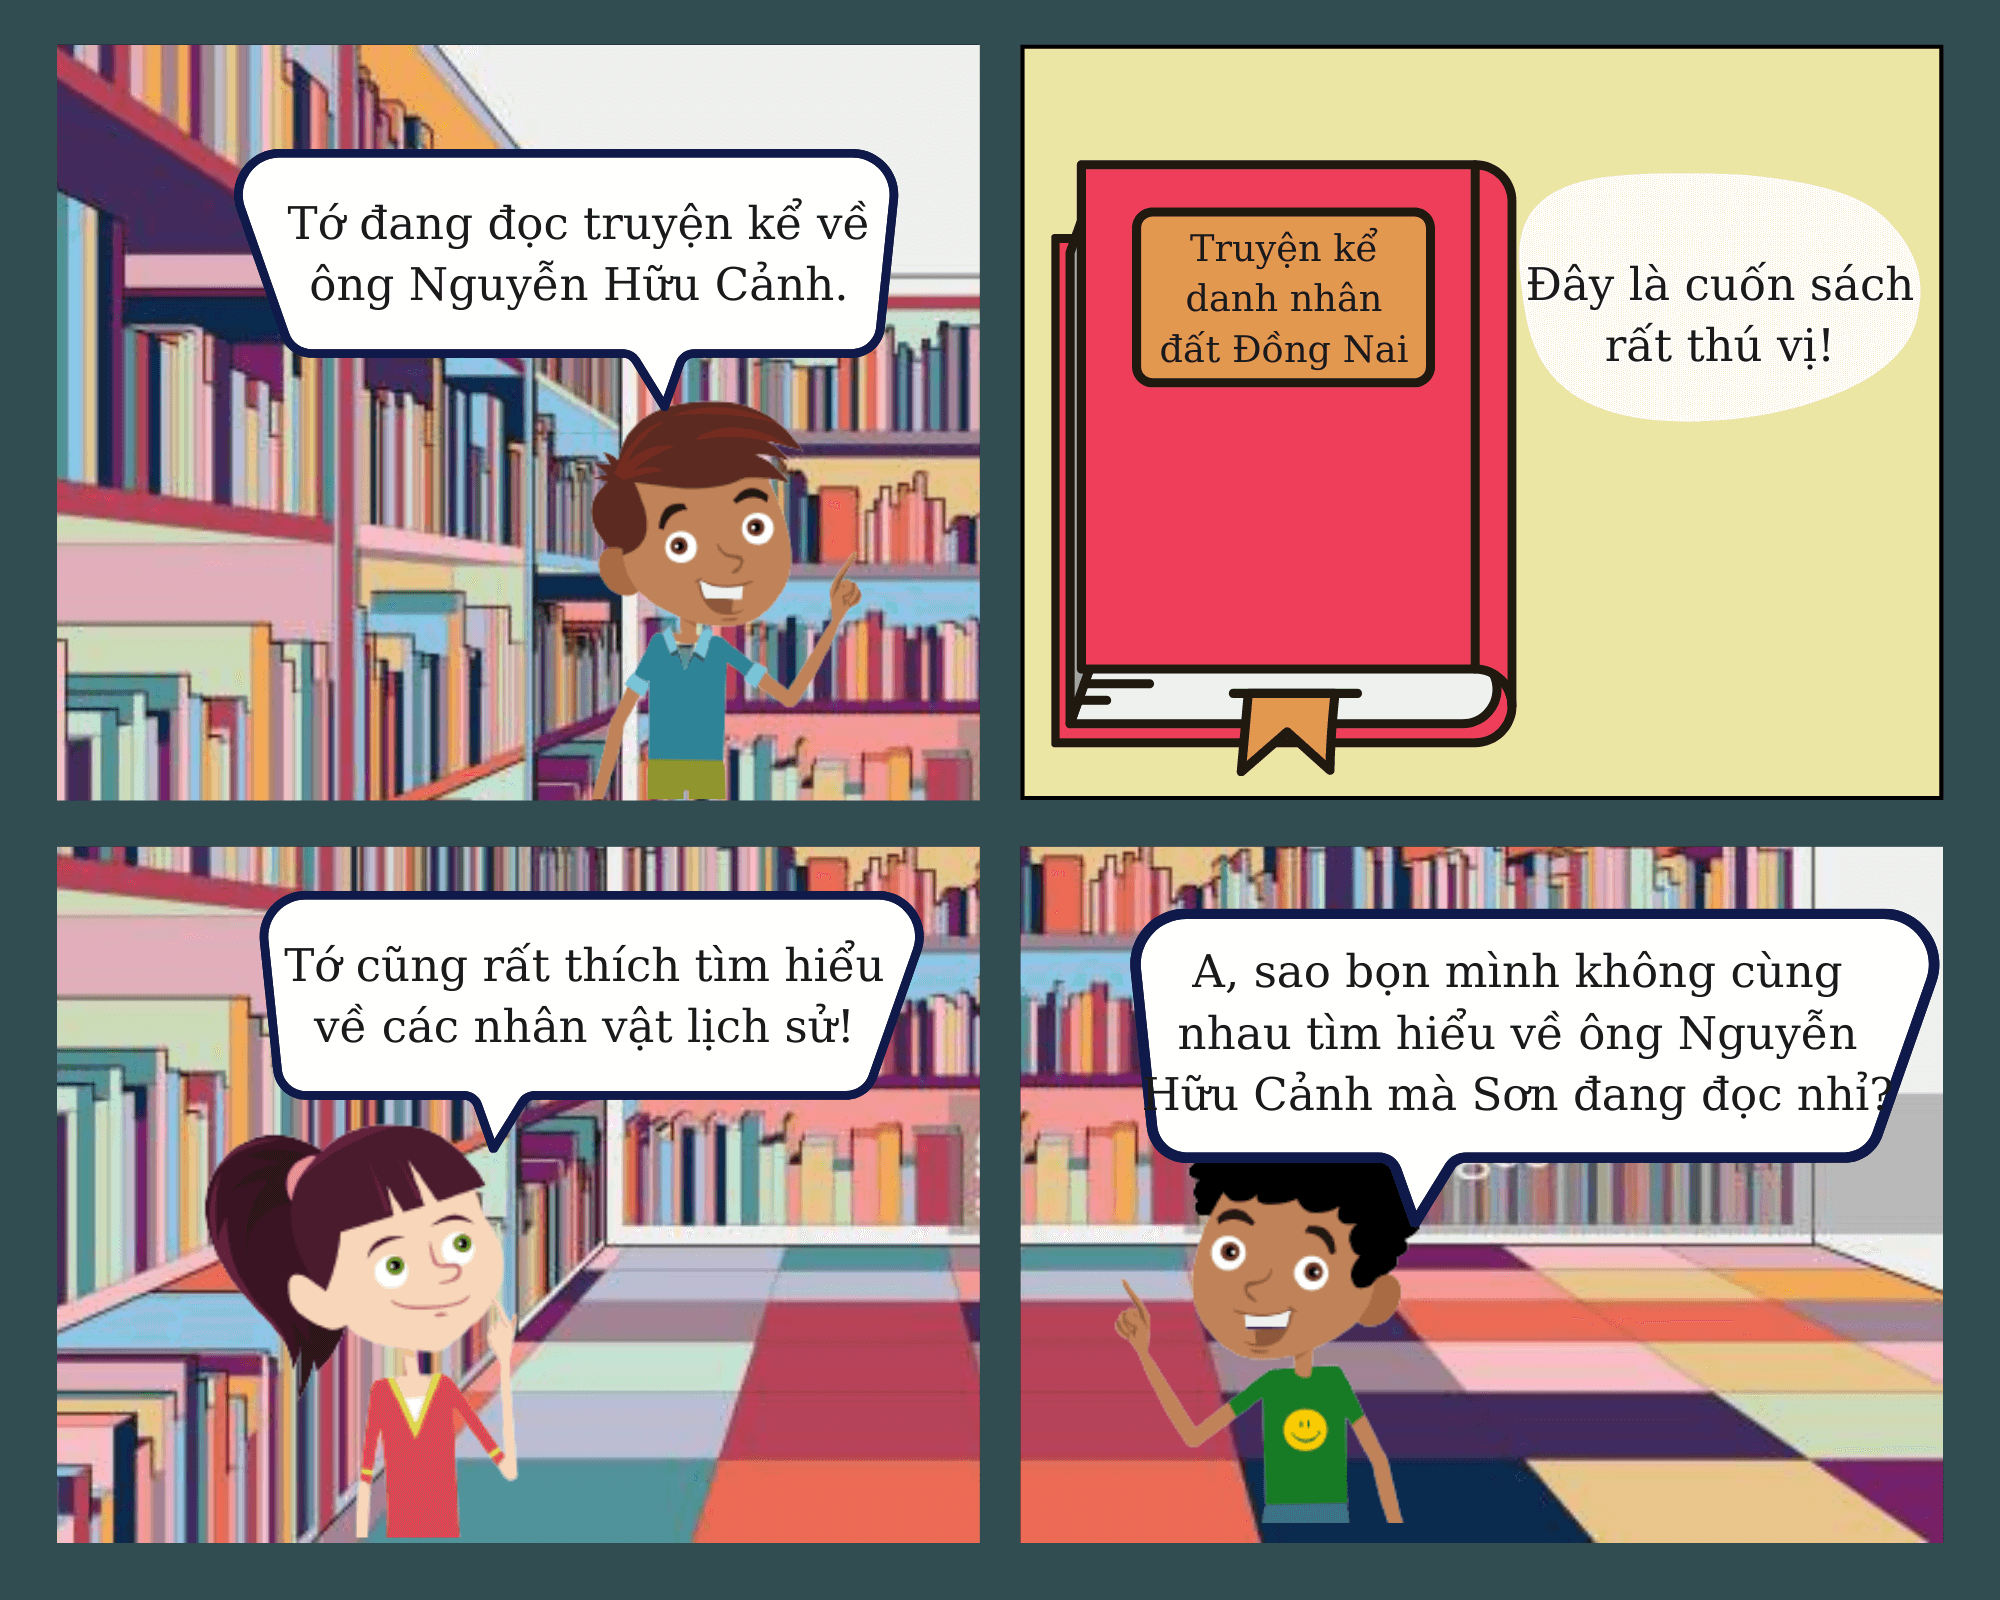 Tớ đang đọc truyện kể về
ông Nguyễn Hữu Cảnh.
Truyện kể
danh nhân
đất Đồng Nai
Đây là cuốn sách
rất thú vị!
Tớ cũng rất thích tìm hiểu
về các nhân vật lịch sử!
A, sao bọn mình không cùng
nhau tìm hiểu về ông Nguyễn
Hữu Cảnh mà Sơn đang đọc nhỉ?